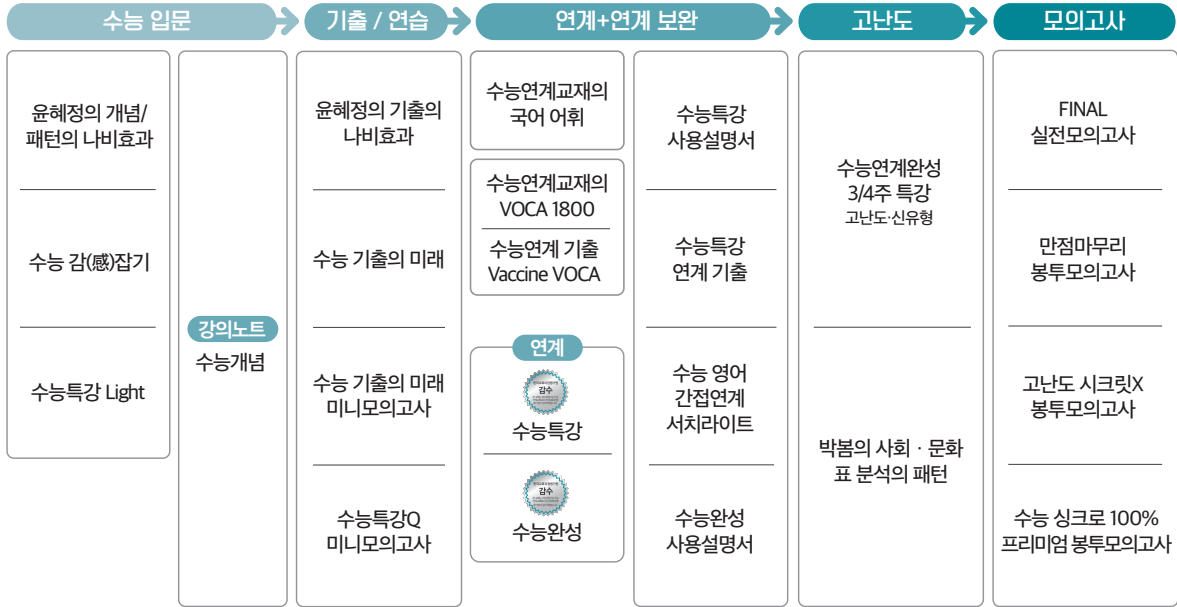 수능 입문
기출 / 연습
연계+연계 보완
고난도
모의고사
윤혜정의 개념/
패턴의 나비효과
수능 감(感)잡기
수능특강 Light
강의노트
수능개념
윤혜정의 기출의
나비효과
수능 기출의 미래
수능 기출의 미래
미니모의고사
수능특강Q
미니모의고사
수능연계교재의
국어 어휘
수능연계교재의
VOCA 1800
수능연계 기출
Vaccine VOCA
연계
감수
수능특강
감수
수능완성
수능특강
사용설명서
수능특강
연계 기출
수능 영어
간접연계
서치라이트
수능완성
사용설명서
수능연계완성
3/4주 특강
고난도·신유형
박봄의 사회 · 문화
표 분석의 패턴
FINAL
실전모의고사
만점마무리
봉투모의고사
고난도 시크릿X
봉투모의고사
수능 싱크로 100%
프리미엄 봉투모의고사